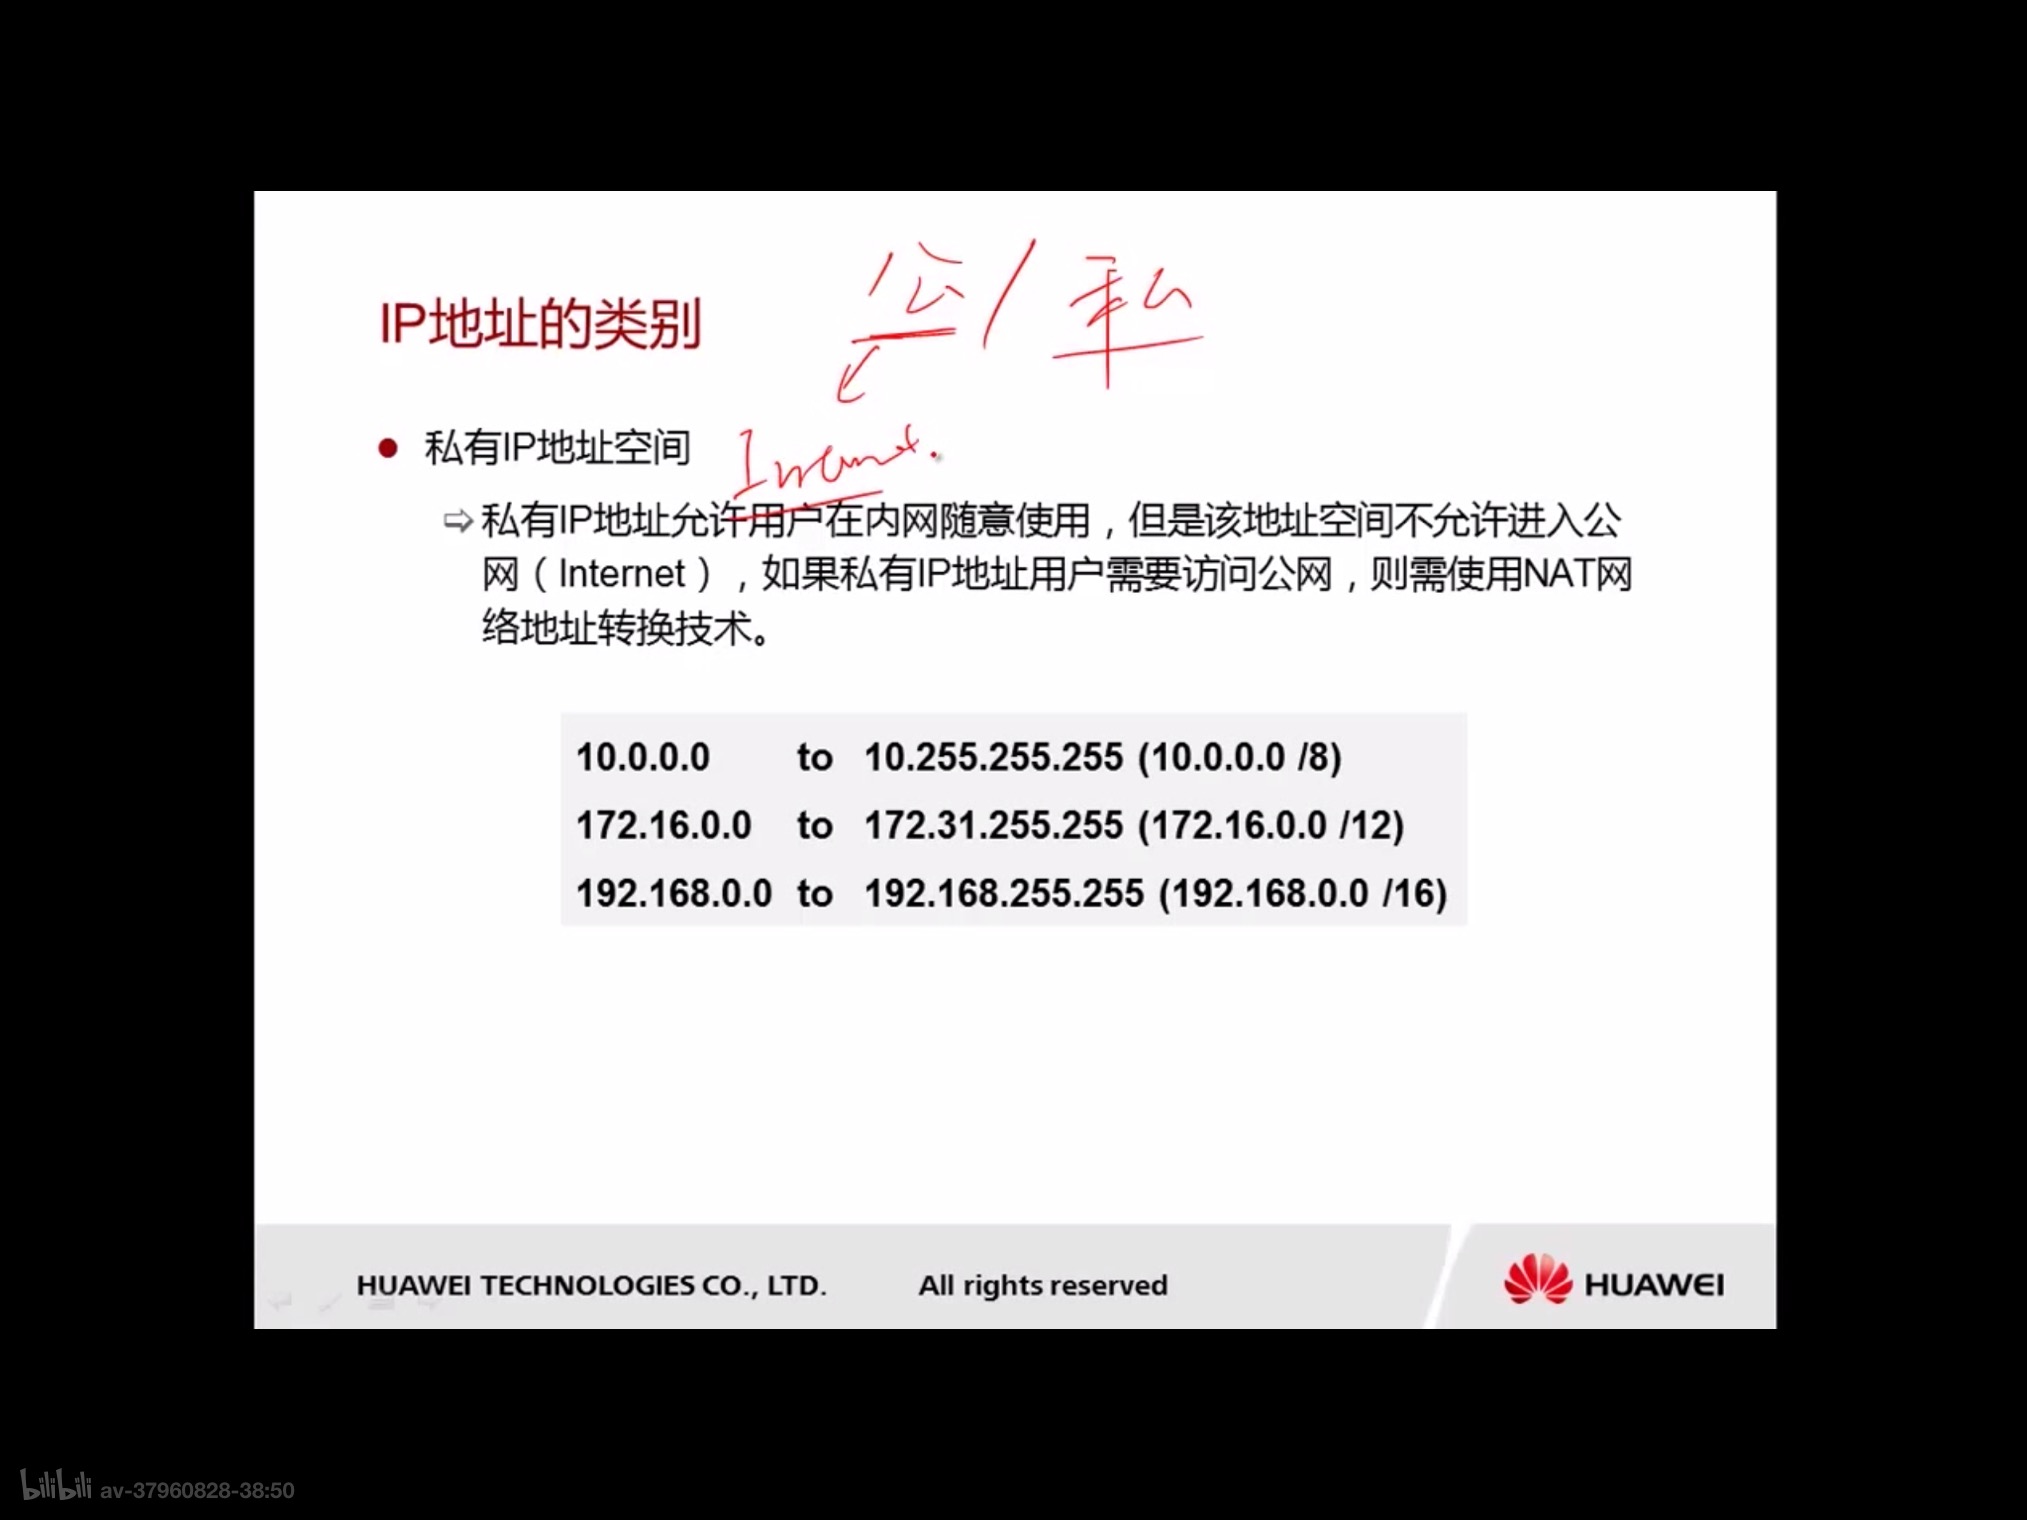 公/私
IP地址的类别
Internet.
私有IP地址空间
私有IP地址允许用户在内网随意使用，但是该地址空间不允许进入公
网（Internet），如果私有IP地址用户需要访问公网，则需使用NAT网
络地址转换技术。
10.0.0.0 to 10.255.255.255 (10.0.0.0 /8)
172.16.0.0 to 172.31.255.255 (172.16.0.0 /12)
192.168.0.0 to 192.168.255.255 (192.168.0.0 /16)
HUAWEI TECHNOLOGIES CO., LTD. All rights reserved HUAWEI
bilibili av-37960828-38:50